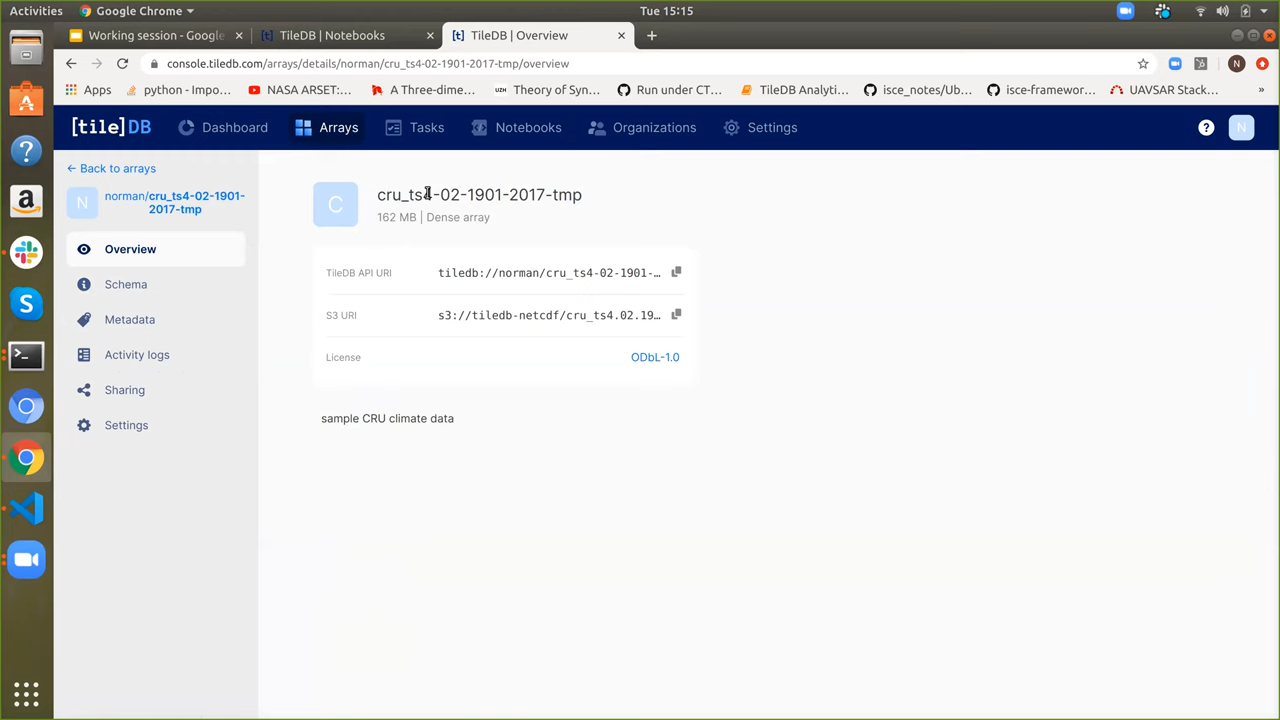 Activities
Google Chrome
Tue 15:15
Working session - Google
[t] TileDB | Notebooks
[t] TileDB | Overview
console.tiledb.com/arrays/details/norman/cru_ts4-02-1901-2017-tmp/overview
N
Apps
python - Impo...
NASA ARSET:...
A Three-dime...
UZH Theory of Syn...
Run under CT...
TileDB Analyti...
isce_notes/Ub...
isce-framewor...
UAVSAR Stack...
»
[tile]DB
Dashboard
Arrays
Tasks
Notebooks
Organizations
Settings
?
N
← Back to arrays
N
norman/cru_ts4-02-1901-
2017-tmp
Overview
Schema
Metadata
Activity logs
Sharing
Settings
C
cru_ts4-02-1901-2017-tmp
162 MB | Dense array
TileDB API URI
tiledb://norman/cru_ts4-02-1901-…
S3 URI
s3://tiledb-netcdf/cru_ts4.02.19…
License
ODbL-1.0
sample CRU climate data